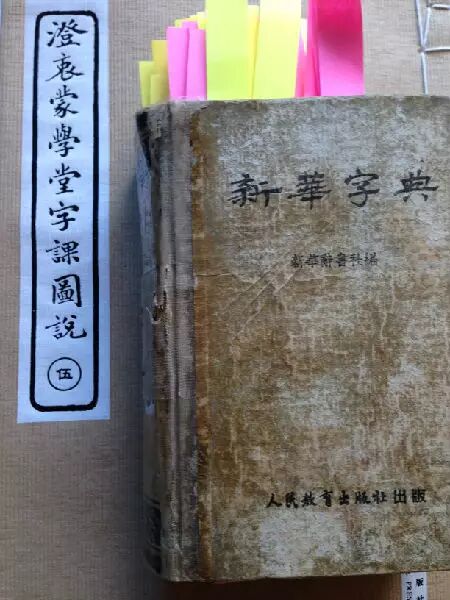 澄衷蒙學堂字課圖說
伍
新華字典
新華辭書社編
人民教育出版社出版
版